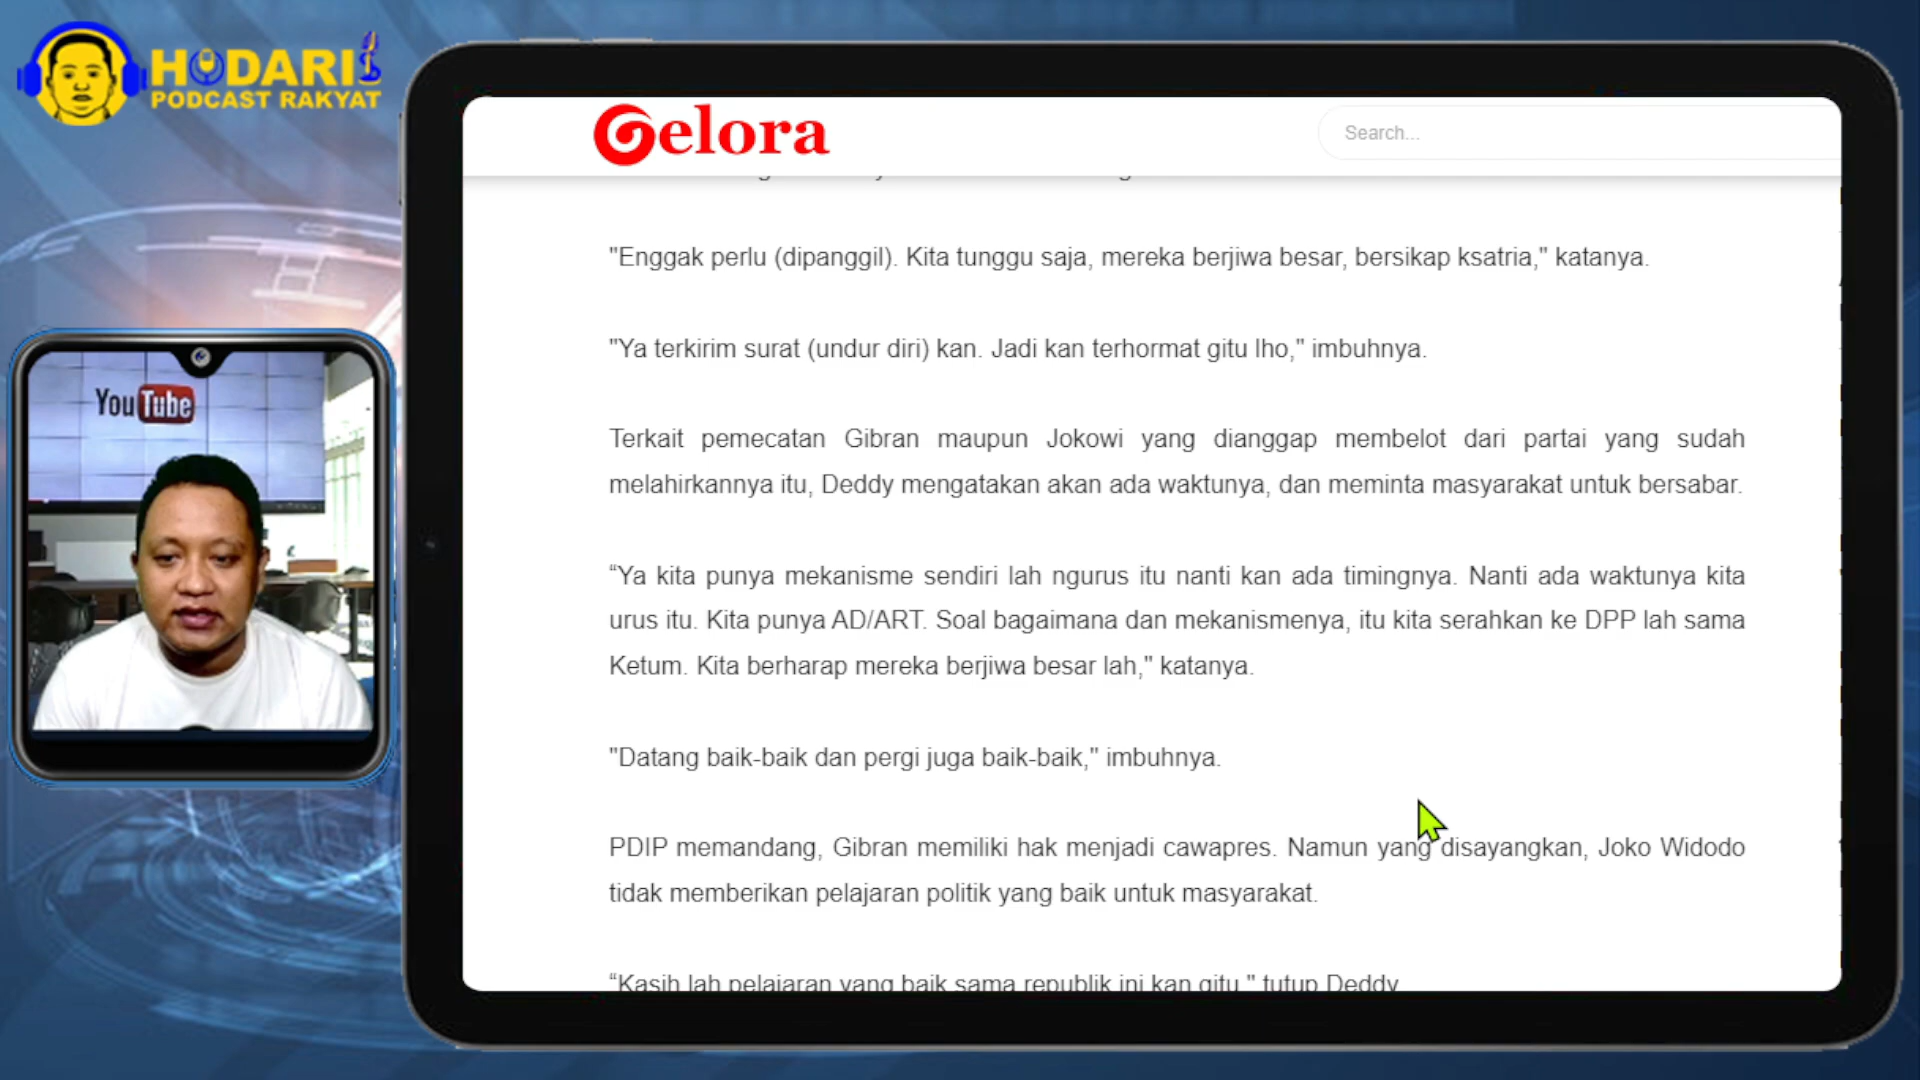 HODARI
PODCAST RAKYAT
Gelora
Search...
"Enggak perlu (dipanggil). Kita tunggu saja, mereka berjiwa besar, bersikap ksatria," katanya.
"Ya terkirim surat (undur diri) kan. Jadi kan terhormat gitu lho," imbuhnya.
Terkait pemecatan Gibran maupun Jokowi yang dianggap membelot dari partai yang sudah
melahirkannya itu, Deddy mengatakan akan ada waktunya, dan meminta masyarakat untuk bersabar.
“Ya kita punya mekanisme sendiri lah ngurus itu nanti kan ada timingnya. Nanti ada waktunya kita
urus itu. Kita punya AD/ART. Soal bagaimana dan mekanismenya, itu kita serahkan ke DPP lah sama
Ketum. Kita berharap mereka berjiwa besar lah," katanya.
"Datang baik-baik dan pergi juga baik-baik," imbuhnya.
PDIP memandang, Gibran memiliki hak menjadi cawapres. Namun yang disayangkan, Joko Widodo
tidak memberikan pelajaran politik yang baik untuk masyarakat.
“Kasih lah pelajaran yang baik sama republik ini kan gitu," tutup Deddy
YouTube